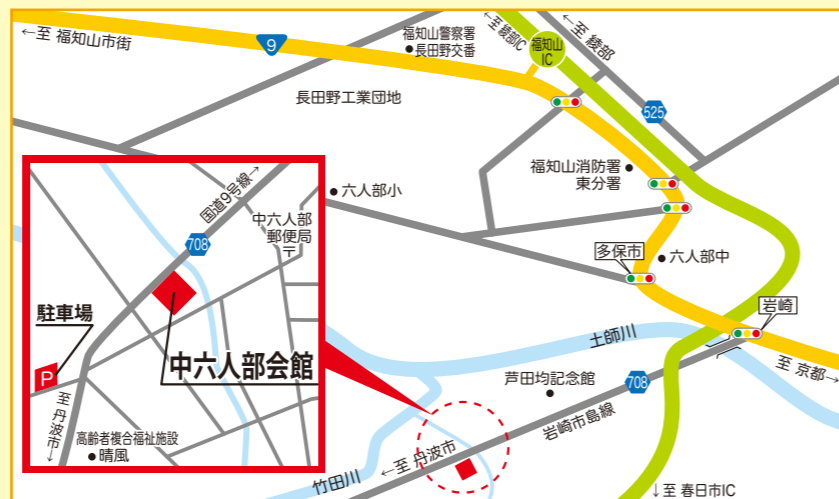 ←至 福知山市街
9
福知山警察署
●長田野交番
←至 綾部IC
福知山
IC
←至 綾部
長田野工業団地
525
福知山消防署
東分署
●六人部小
多保市
●六人部中
岩崎
土師川
至 京都→
芦田均記念館
708
岩崎市島線
←至 丹波市
竹田川
↓至 春日市IC
国道9号線→
中六人部
郵便局
〒
708
駐車場
P
中六人部会館
至 丹波市↓
高齢者複合福祉施設
●晴風